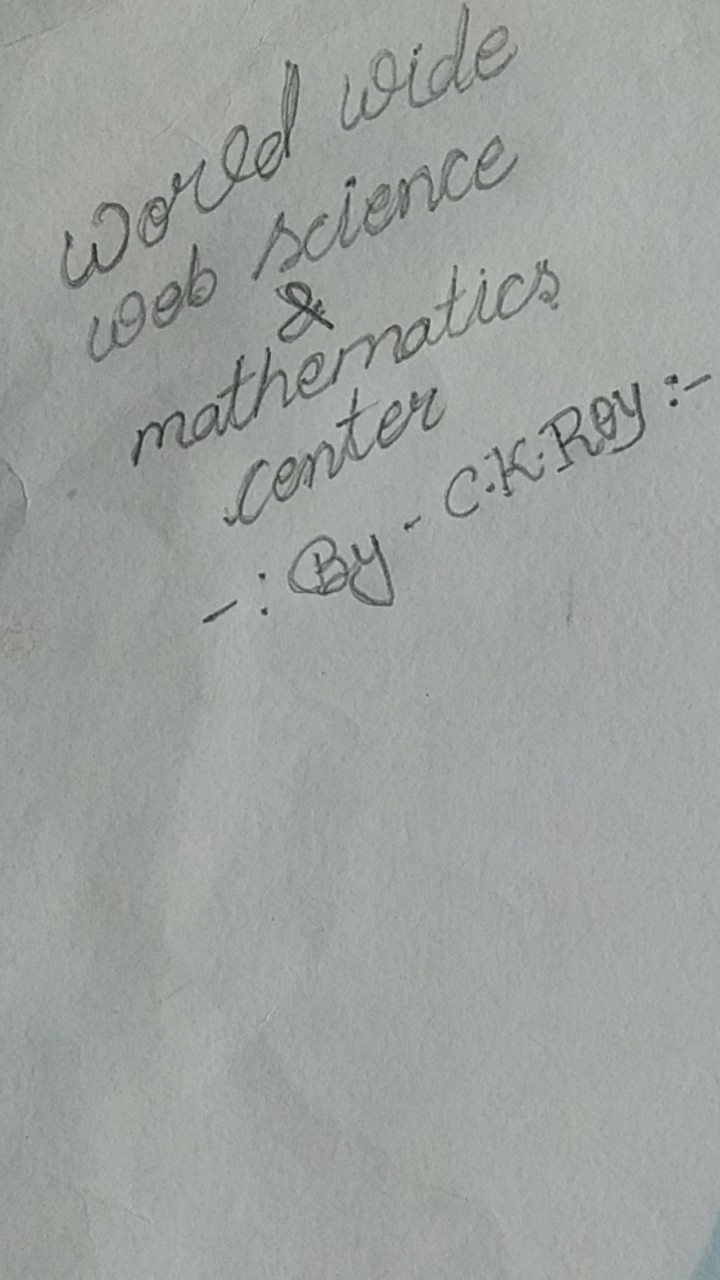 world wide
web science
&
mathematics
center
-: By - C.K. Roy :-